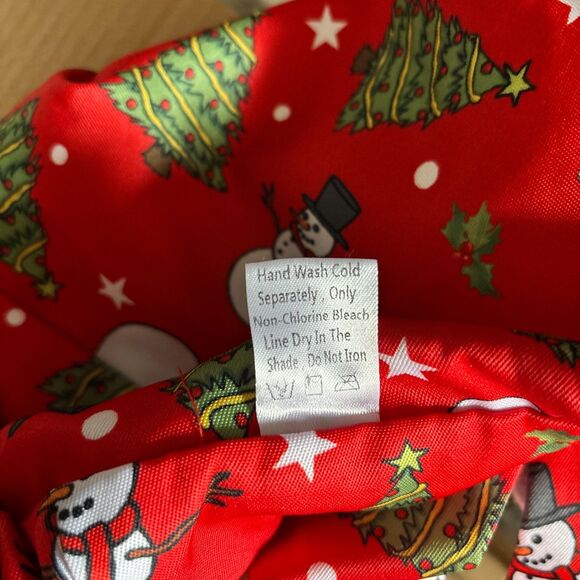 Hand Wash Cold
Separately , Only
Non-Chlorine Bleach
Line Dry In The
Shade , Do Not Iron